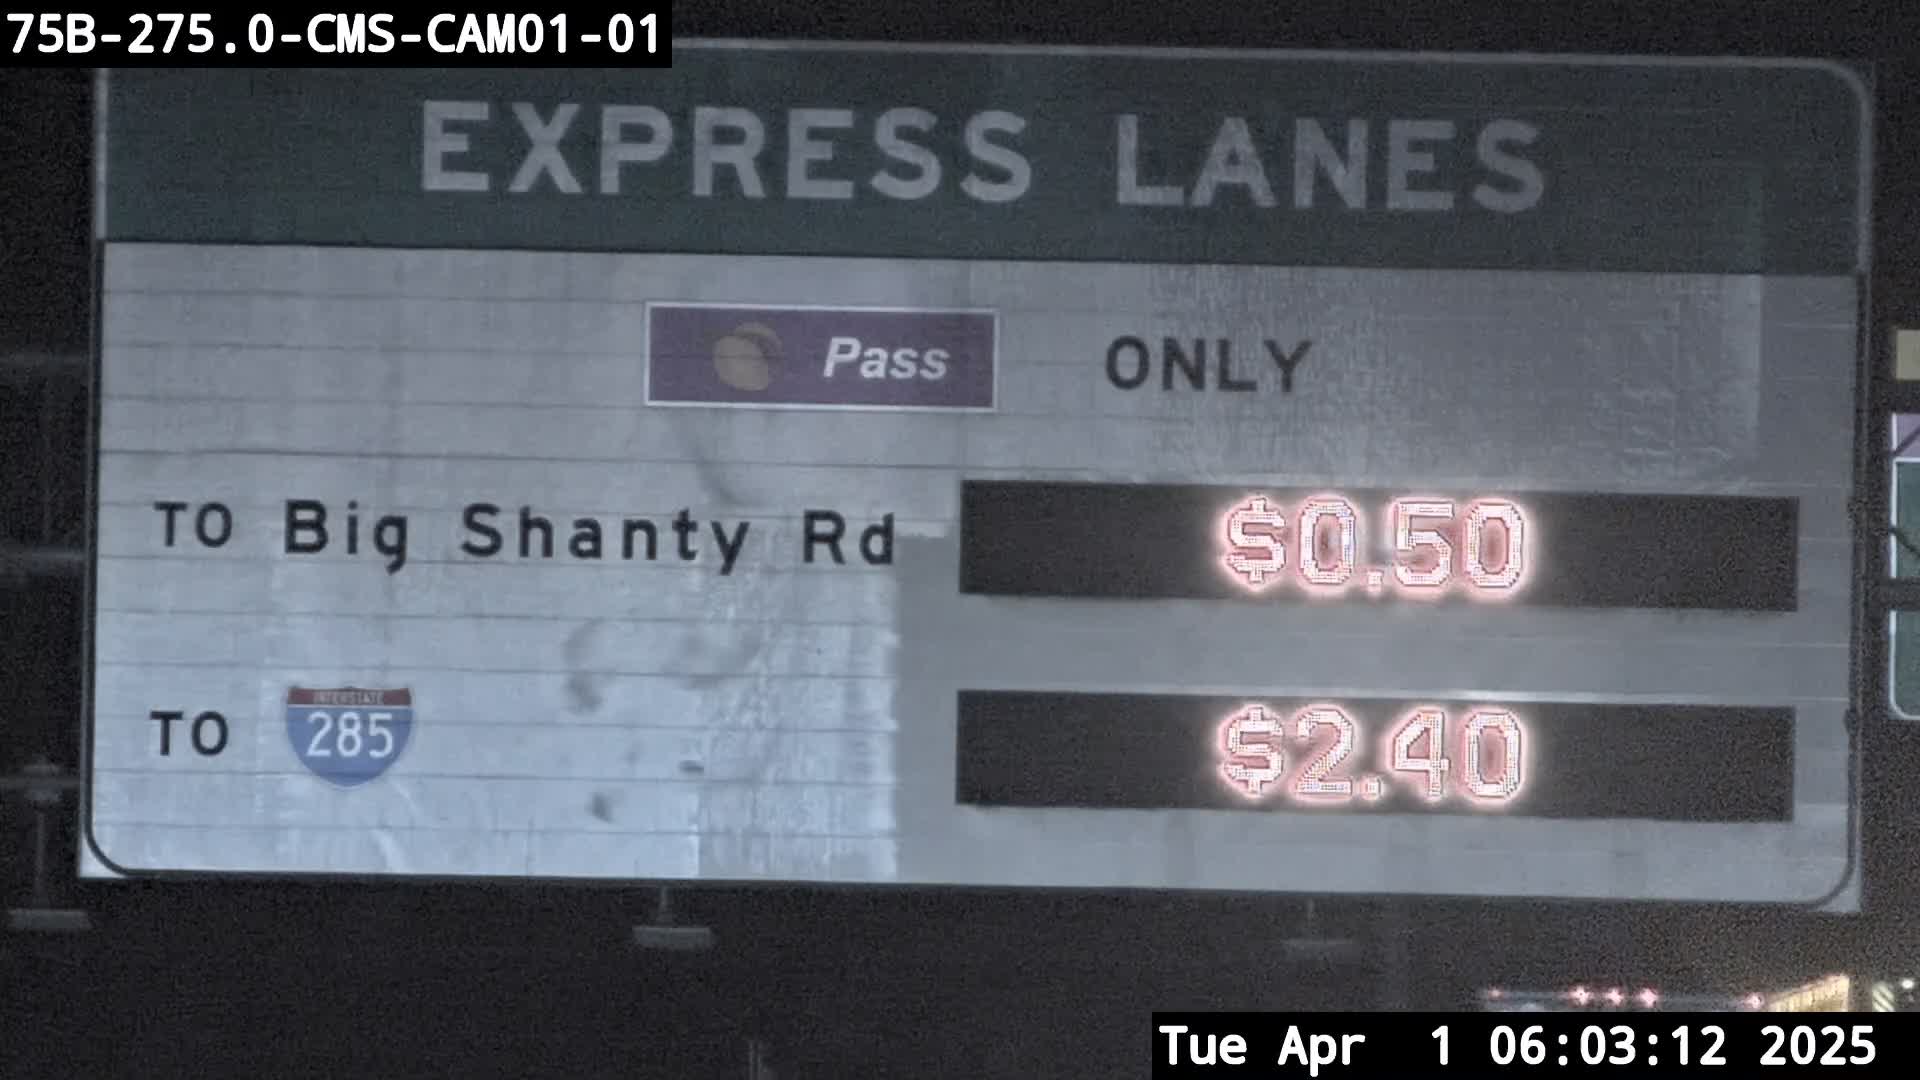 75B-275.0-CMS-CAM01-01
EXPRESS LANES
Pass ONLY
TO Big Shanty Rd $0.50
INTERSTATE
TO 285 $2.40
Tue Apr 1 06:03:12 2025